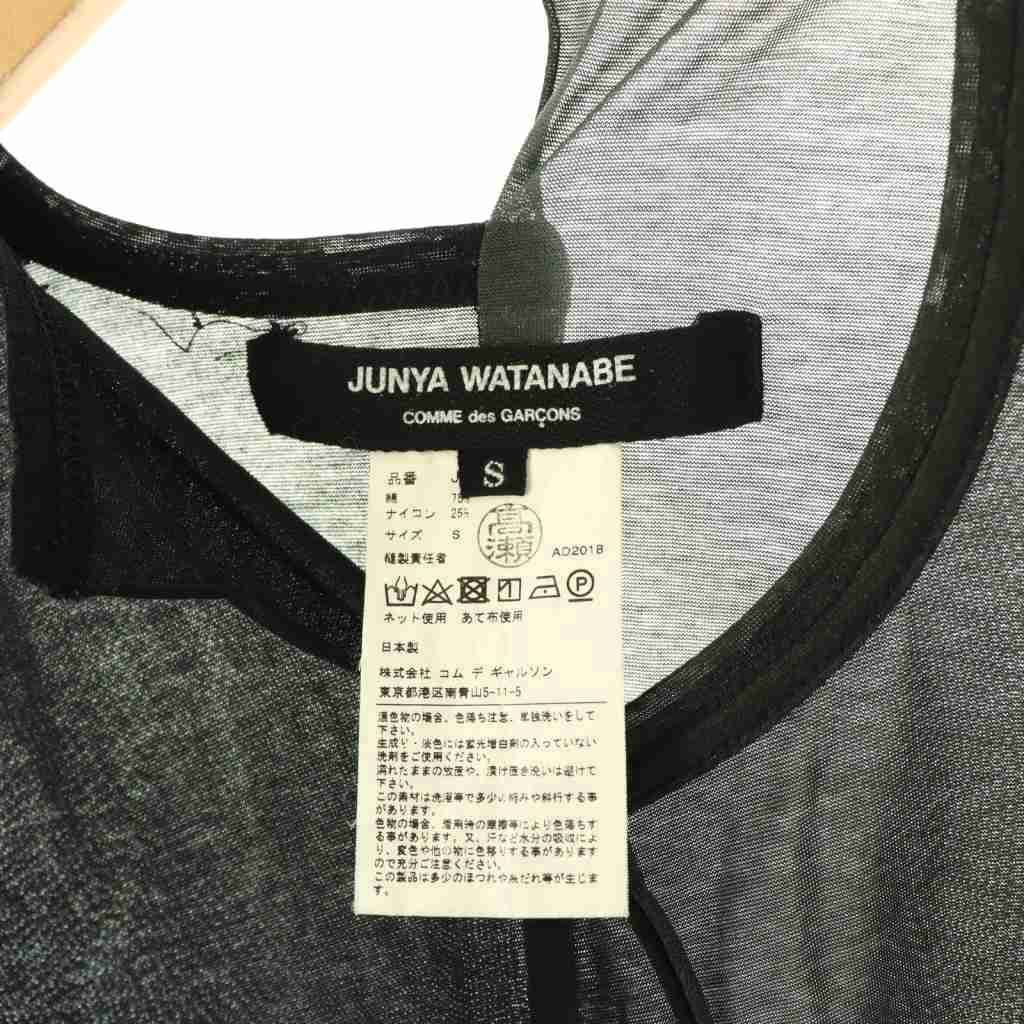 JUNYA WATANABE
COMME des GARÇONS
S
品番 J
綿
ナイロン 25%
サイズ S
縫製責任者 高瀬 AD2018
P
ネット使用 あて布使用
日本製
株式会社 コム デ ギャルソン
東京都港区南青山5-11-5
濃色物の場合、色落ち注意、単独洗いをして
下さい。
生成り・淡色には蛍光増白剤の入っていない
洗剤をご使用ください。
濡れたままの放置や、漬け置き洗いは避けて
下さい。
この素材は洗濯等で多少の縮みや斜行する事
があります。
色物の場合、着用時の摩擦等により色落ちす
る事があります。又、汗など水分の吸収によ
り、変色や他の物に色移りする事があります
ので充分ご注意ください。
この製品は多少のほつれや糸だれ等が生じま
す。